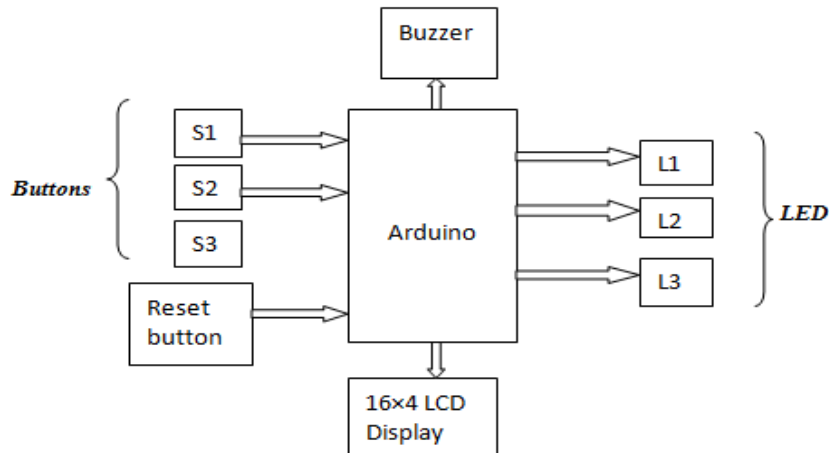 Buzzer
S1
S2
S3
Buttons
Reset
button
Arduino
L1
L2
L3
LED
16×4 LCD
Display